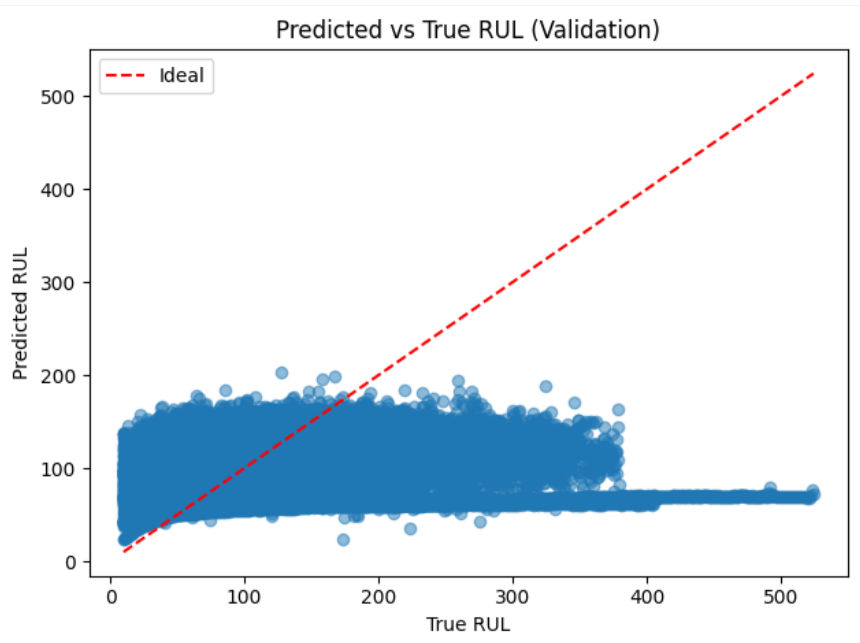 Predicted vs True RUL (Validation)
Ideal
500
400
300
200
100
0
Predicted RUL
0 100 200 300 400 500
True RUL